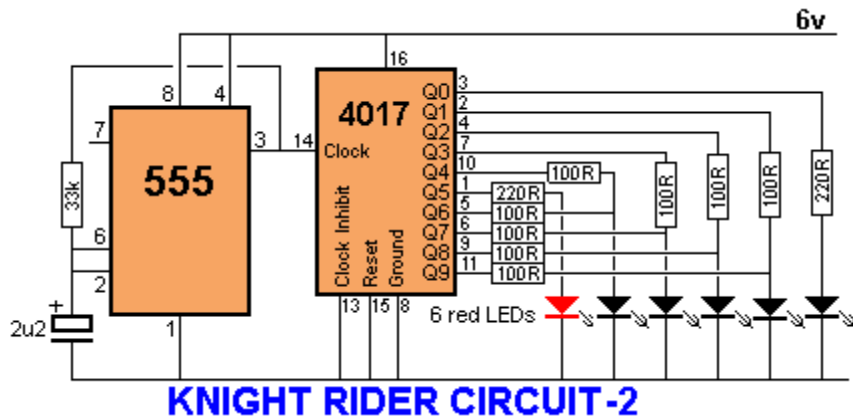 6v
16
8
4
7
3
14
555
33k
6
2
1
2u2
+
4017
Clock
Clock Inhibit
Reset
Ground
13
15
8
Q0
3
Q1
2
Q2
4
Q3
7
Q4
10
Q5
1
Q6
5
Q7
6
Q8
9
Q9
11
100R
220R
100R
100R
100R
100R
100R
100R
100R
220R
6 red LEDs
KNIGHT RIDER CIRCUIT-2